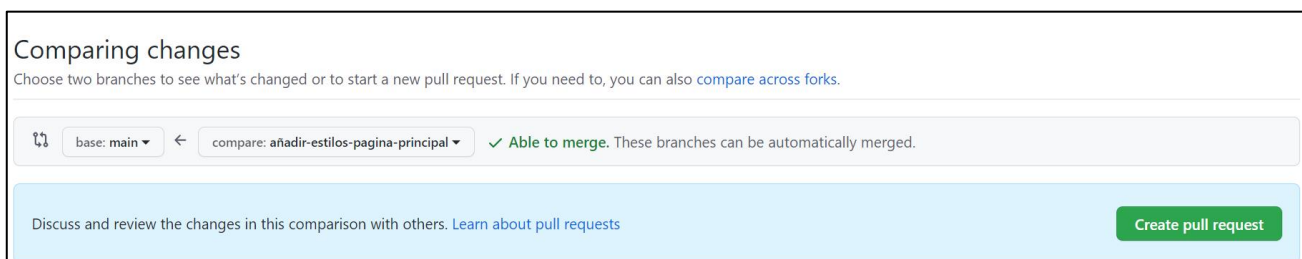 Comparing changes
Choose two branches to see what's changed or to start a new pull request. If you need to, you can also compare across forks.
base: main compare: añadir-estilos-pagina-principal Able to merge. These branches can be automatically merged.
Discuss and review the changes in this comparison with others. Learn about pull requests Create pull request